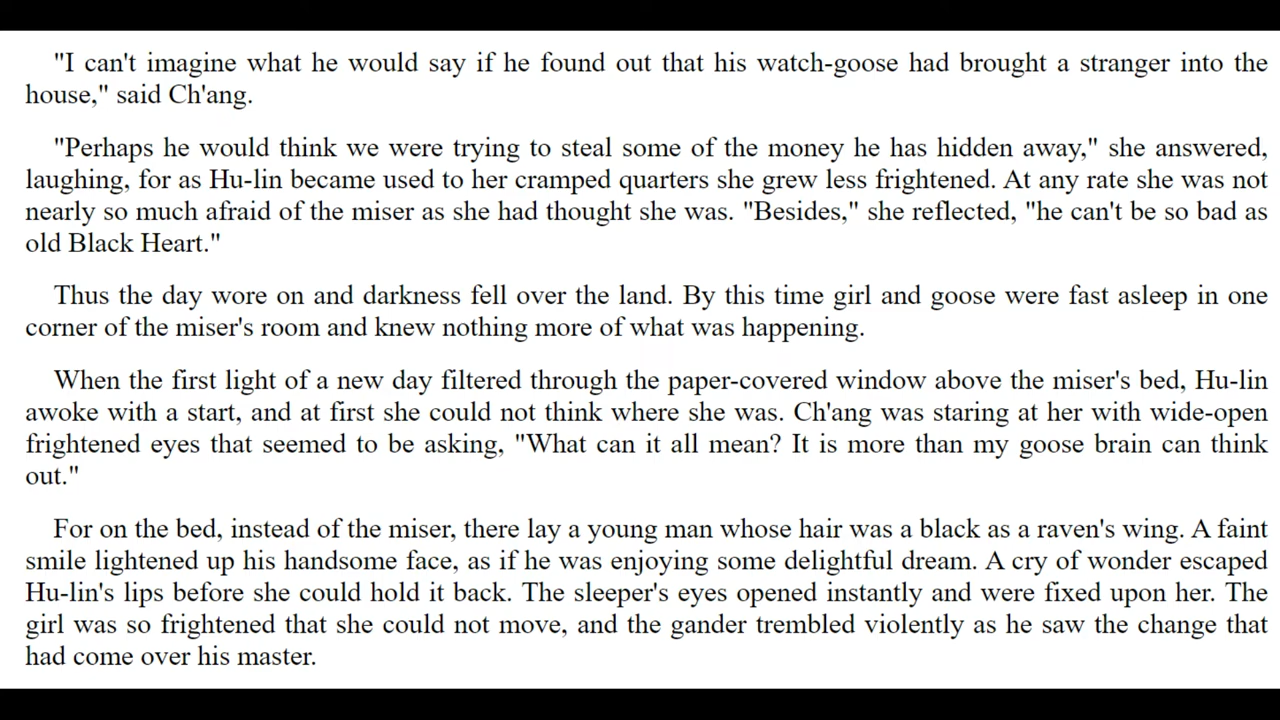 "I can't imagine what he would say if he found out that his watch-goose had brought a stranger into the
house," said Ch'ang.
"Perhaps he would think we were trying to steal some of the money he has hidden away," she answered,
laughing, for as Hu-lin became used to her cramped quarters she grew less frightened. At any rate she was not
nearly so much afraid of the miser as she had thought she was. "Besides," she reflected, "he can't be so bad as
old Black Heart."
Thus the day wore on and darkness fell over the land. By this time girl and goose were fast asleep in one
corner of the miser's room and knew nothing more of what was happening.
When the first light of a new day filtered through the paper-covered window above the miser's bed, Hu-lin
awoke with a start, and at first she could not think where she was. Ch'ang was staring at her with wide-open
frightened eyes that seemed to be asking, "What can it all mean? It is more than my goose brain can think
out."
For on the bed, instead of the miser, there lay a young man whose hair was a black as a raven's wing. A faint
smile lightened up his handsome face, as if he was enjoying some delightful dream. A cry of wonder escaped
Hu-lin's lips before she could hold it back. The sleeper's eyes opened instantly and were fixed upon her. The
girl was so frightened that she could not move, and the gander trembled violently as he saw the change that
had come over his master.